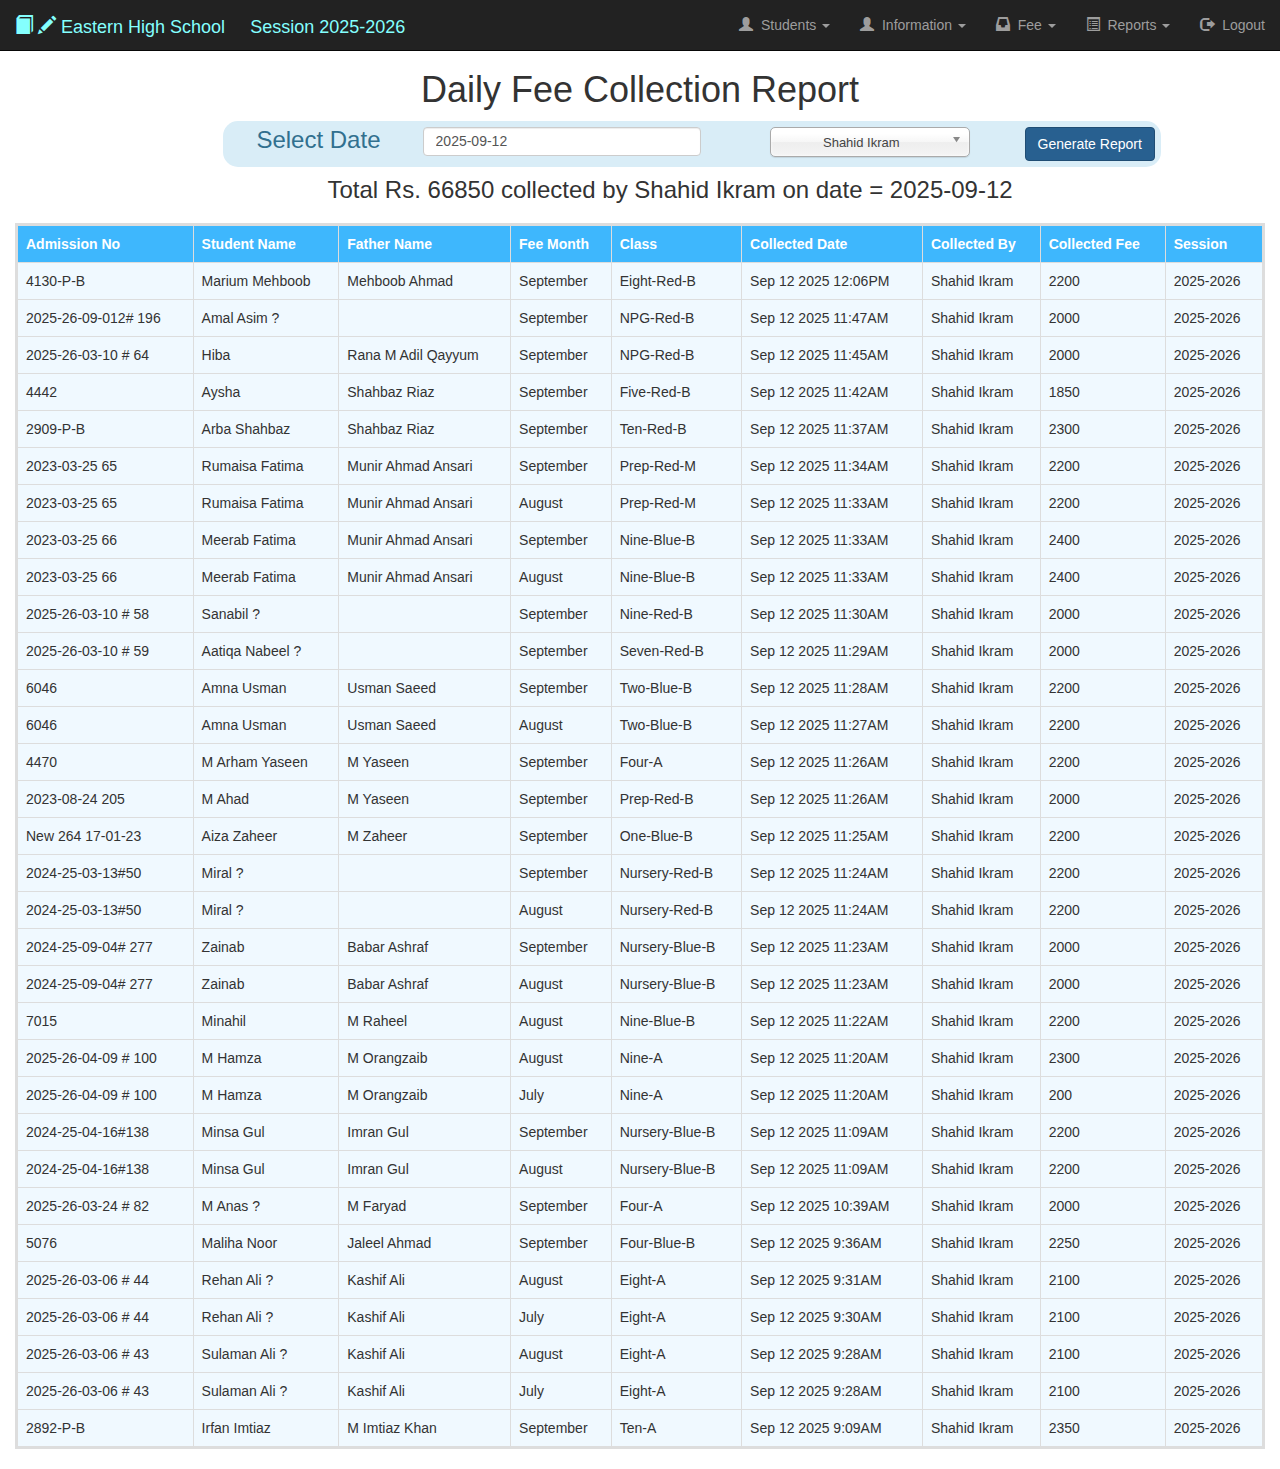 Eastern High School Session 2025-2026 Students Information Fee Reports Logout
Daily Fee Collection Report
Select Date 2025-09-12 Shahid Ikram Generate Report
Total Rs. 66850 collected by Shahid Ikram on date = 2025-09-12
Admission No Student Name Father Name Fee Month Class Collected Date Collected By Collected Fee Session
4130-P-B Marium Mehboob Mehboob Ahmad September Eight-Red-B Sep 12 2025 12:06PM Shahid Ikram 2200 2025-2026
2025-26-09-012# 196 Amal Asim ? September NPG-Red-B Sep 12 2025 11:47AM Shahid Ikram 2000 2025-2026
2025-26-03-10 # 64 Hiba Rana M Adil Qayyum September NPG-Red-B Sep 12 2025 11:45AM Shahid Ikram 2000 2025-2026
4442 Aysha Shahbaz Riaz September Five-Red-B Sep 12 2025 11:42AM Shahid Ikram 1850 2025-2026
2909-P-B Arba Shahbaz Shahbaz Riaz September Ten-Red-B Sep 12 2025 11:37AM Shahid Ikram 2300 2025-2026
2023-03-25 65 Rumaisa Fatima Munir Ahmad Ansari September Prep-Red-M Sep 12 2025 11:34AM Shahid Ikram 2200 2025-2026
2023-03-25 65 Rumaisa Fatima Munir Ahmad Ansari August Prep-Red-M Sep 12 2025 11:33AM Shahid Ikram 2200 2025-2026
2023-03-25 66 Meerab Fatima Munir Ahmad Ansari September Nine-Blue-B Sep 12 2025 11:33AM Shahid Ikram 2400 2025-2026
2023-03-25 66 Meerab Fatima Munir Ahmad Ansari August Nine-Blue-B Sep 12 2025 11:33AM Shahid Ikram 2400 2025-2026
2025-26-03-10 # 58 Sanabil ? September Nine-Red-B Sep 12 2025 11:30AM Shahid Ikram 2000 2025-2026
2025-26-03-10 # 59 Aatiqa Nabeel ? September Seven-Red-B Sep 12 2025 11:29AM Shahid Ikram 2000 2025-2026
6046 Amna Usman Usman Saeed September Two-Blue-B Sep 12 2025 11:28AM Shahid Ikram 2200 2025-2026
6046 Amna Usman Usman Saeed August Two-Blue-B Sep 12 2025 11:27AM Shahid Ikram 2200 2025-2026
4470 M Arham Yaseen M Yaseen September Four-A Sep 12 2025 11:26AM Shahid Ikram 2200 2025-2026
2023-08-24 205 M Ahad M Yaseen September Prep-Red-B Sep 12 2025 11:26AM Shahid Ikram 2000 2025-2026
New 264 17-01-23 Aiza Zaheer M Zaheer September One-Blue-B Sep 12 2025 11:25AM Shahid Ikram 2200 2025-2026
2024-25-03-13#50 Miral ? September Nursery-Red-B Sep 12 2025 11:24AM Shahid Ikram 2200 2025-2026
2024-25-03-13#50 Miral ? August Nursery-Red-B Sep 12 2025 11:24AM Shahid Ikram 2200 2025-2026
2024-25-09-04# 277 Zainab Babar Ashraf September Nursery-Blue-B Sep 12 2025 11:23AM Shahid Ikram 2000 2025-2026
2024-25-09-04# 277 Zainab Babar Ashraf August Nursery-Blue-B Sep 12 2025 11:23AM Shahid Ikram 2000 2025-2026
7015 Minahil M Raheel August Nine-Blue-B Sep 12 2025 11:22AM Shahid Ikram 2200 2025-2026
2025-26-04-09 # 100 M Hamza M Orangzaib August Nine-A Sep 12 2025 11:20AM Shahid Ikram 2300 2025-2026
2025-26-04-09 # 100 M Hamza M Orangzaib July Nine-A Sep 12 2025 11:20AM Shahid Ikram 200 2025-2026
2024-25-04-16#138 Minsa Gul Imran Gul September Nursery-Blue-B Sep 12 2025 11:09AM Shahid Ikram 2200 2025-2026
2024-25-04-16#138 Minsa Gul Imran Gul August Nursery-Blue-B Sep 12 2025 11:09AM Shahid Ikram 2200 2025-2026
2025-26-03-24 # 82 M Anas ? M Faryad September Four-A Sep 12 2025 10:39AM Shahid Ikram 2000 2025-2026
5076 Maliha Noor Jaleel Ahmad September Four-Blue-B Sep 12 2025 9:36AM Shahid Ikram 2250 2025-2026
2025-26-03-06 # 44 Rehan Ali ? Kashif Ali August Eight-A Sep 12 2025 9:31AM Shahid Ikram 2100 2025-2026
2025-26-03-06 # 44 Rehan Ali ? Kashif Ali July Eight-A Sep 12 2025 9:30AM Shahid Ikram 2100 2025-2026
2025-26-03-06 # 43 Sulaman Ali ? Kashif Ali August Eight-A Sep 12 2025 9:28AM Shahid Ikram 2100 2025-2026
2025-26-03-06 # 43 Sulaman Ali ? Kashif Ali July Eight-A Sep 12 2025 9:28AM Shahid Ikram 2100 2025-2026
2892-P-B Irfan Imtiaz M Imtiaz Khan September Ten-A Sep 12 2025 9:09AM Shahid Ikram 2350 2025-2026